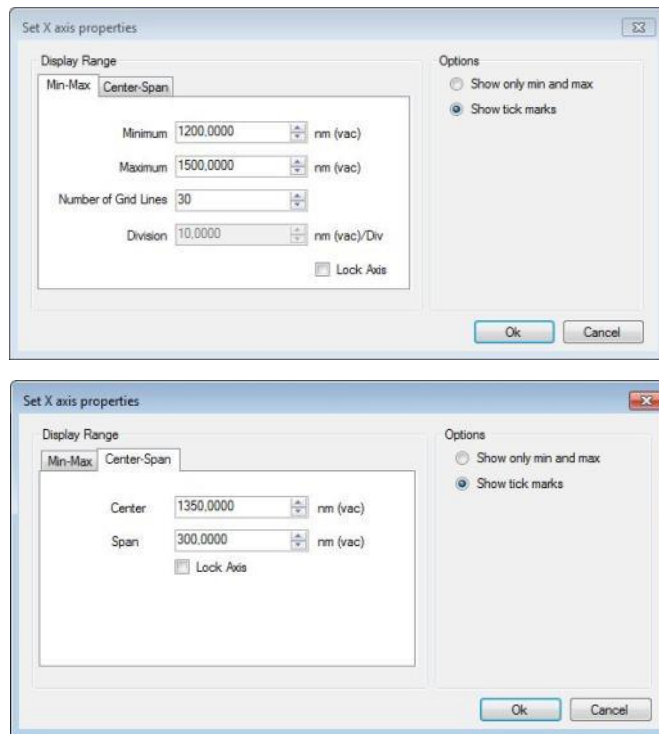 Set X axis properties
Display Range
Options
Min-Max Center-Span
Show only min and max
Show tick marks
Minimum 1200,0000 nm (vac)
Maximum 1500,0000 nm (vac)
Number of Grid Lines 30
Division 10,0000 nm (vac)/Div
Lock Axis
Ok Cancel
Set X axis properties
Display Range
Options
Min-Max Center-Span
Show only min and max
Show tick marks
Center 1350,0000 nm (vac)
Span 300,0000 nm (vac)
Lock Axis
Ok Cancel